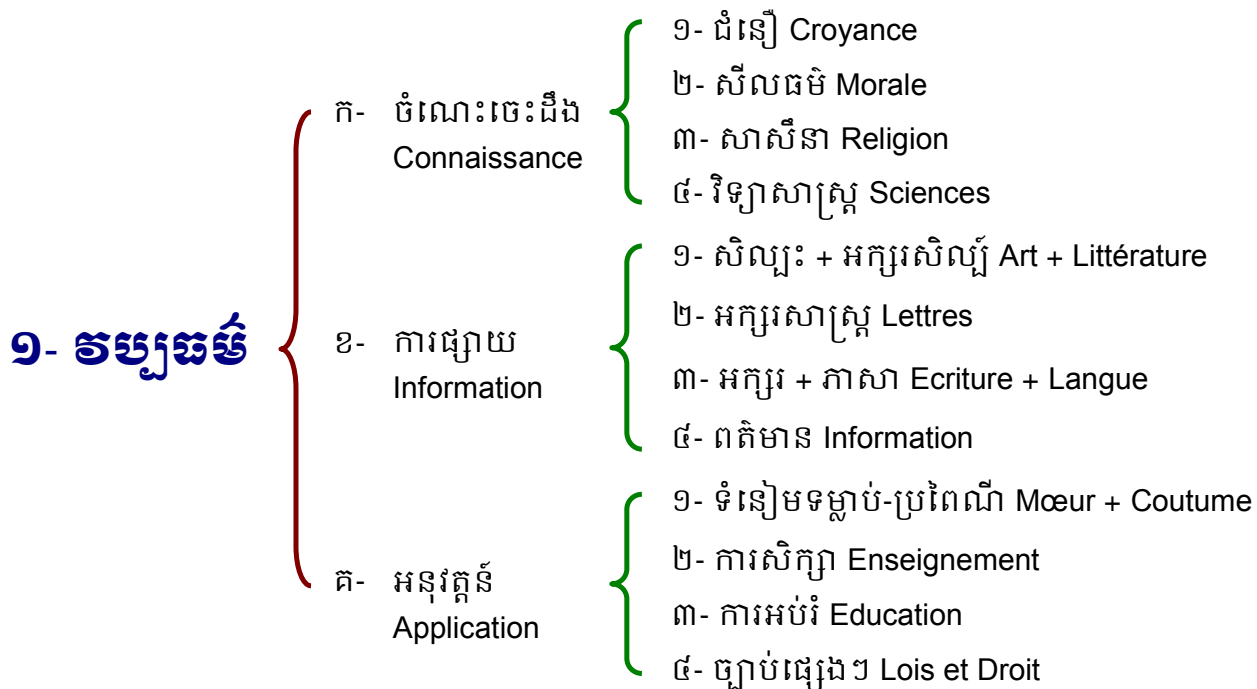 ១- វប្បធម៌
ក- ចំណេះចេះដឹង
Connaissance
១- ជំនឿ Croyance
២- សីលធម៌ Morale
៣- សាសឹនា Religion
៤- វិទ្យាសាស្ត្រ Sciences
ខ- ការផ្សាយ
Information
១- សិល្បះ + អក្សរសិល្ប៍ Art + Littérature
២- អក្សរសាស្ត្រ Lettres
៣- អក្សរ + ភាសា Ecriture + Langue
៤- ពត៌មាន Information
គ- អនុវត្តន៍
Application
១- ទំនៀមទម្លាប់-ប្រពៃណី Mœur + Coutume
២- ការសិក្សា Enseignement
៣- ការអប់រំ Education
៤- ច្បាប់ផ្សេងៗ Lois et Droit